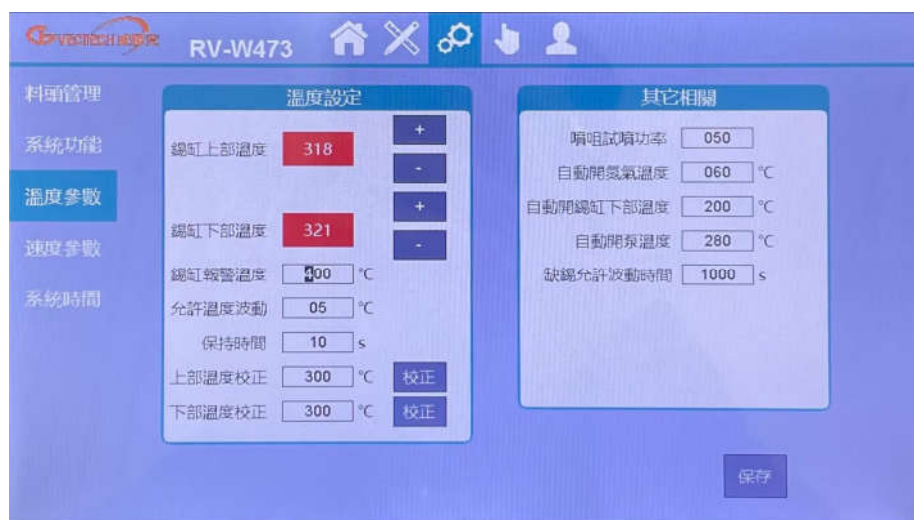 RV-W473
料頭管理
系統功能
溫度參數
速度參數
系統時間
溫度設定
錫缸上部溫度 318
+
-
錫缸下部溫度 321
+
-
錫缸報警溫度 400 °C
允許溫度波動 05 °C
保持時間 10 s
上部溫度校正 300 °C 校正
下部溫度校正 300 °C 校正
其它相關
噴咀試噴功率 050
自動開氮氣溫度 060 °C
自動開錫缸下部溫度 200 °C
自動開泵溫度 280 °C
缺錫允許波動時間 1000 s
保存